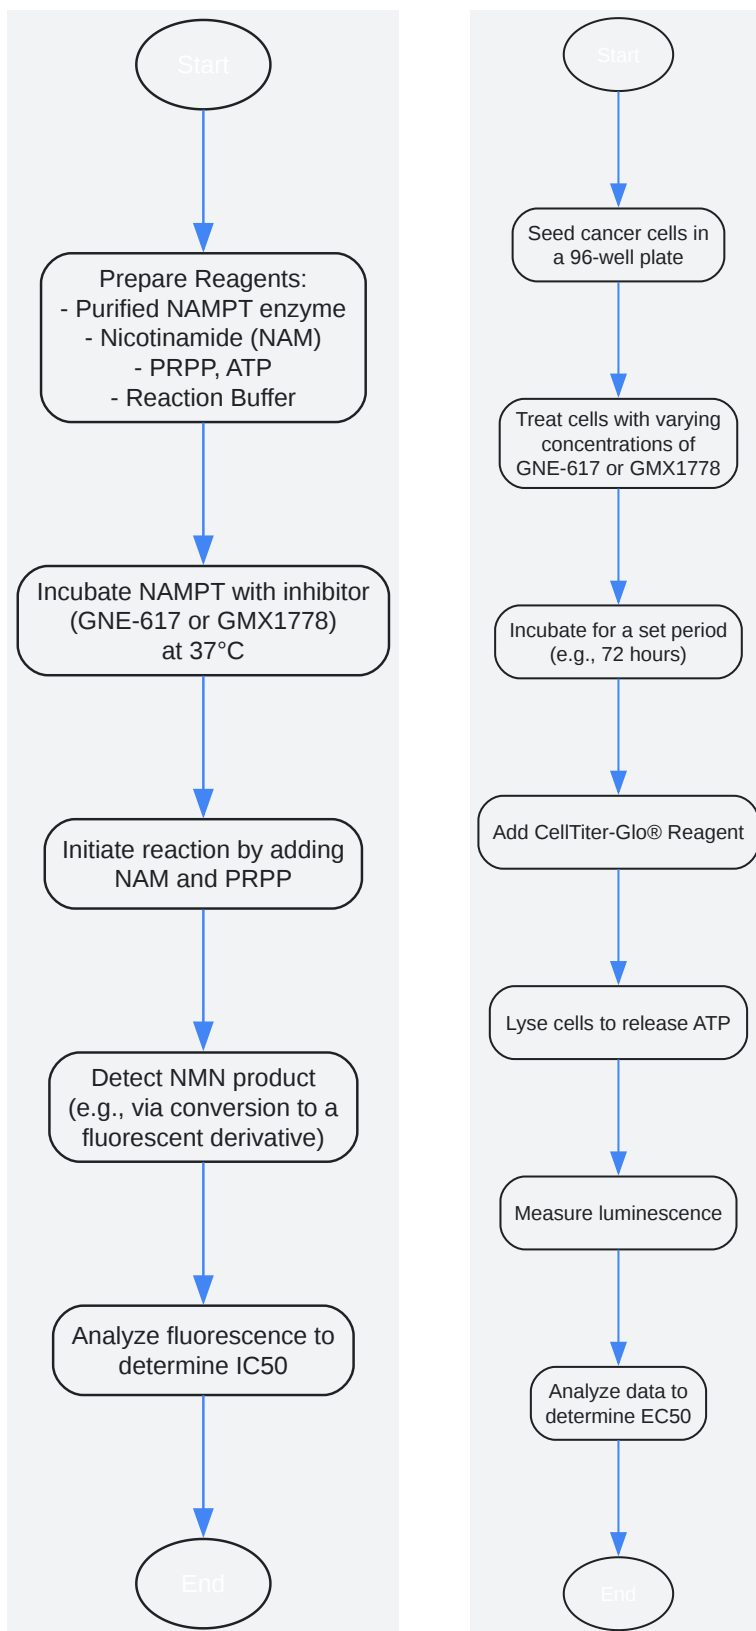 Start
Prepare Reagents:
- Purified NAMPT enzyme
- Nicotinamide (NAM)
- PRPP, ATP
- Reaction Buffer
Incubate NAMPT with inhibitor
(GNE-617 or GMX1778)
at 37°C
Initiate reaction by adding
NAM and PRPP
Detect NMN product
(e.g., via conversion to a
fluorescent derivative)
Analyze fluorescence to
determine IC50
End
Start
Seed cancer cells in
a 96-well plate
Treat cells with varying
concentrations of
GNE-617 or GMX1778
Incubate for a set period
(e.g., 72 hours)
Add CellTiter-Glo® Reagent
Lyse cells to release ATP
Measure luminescence
Analyze data to
determine EC50
End